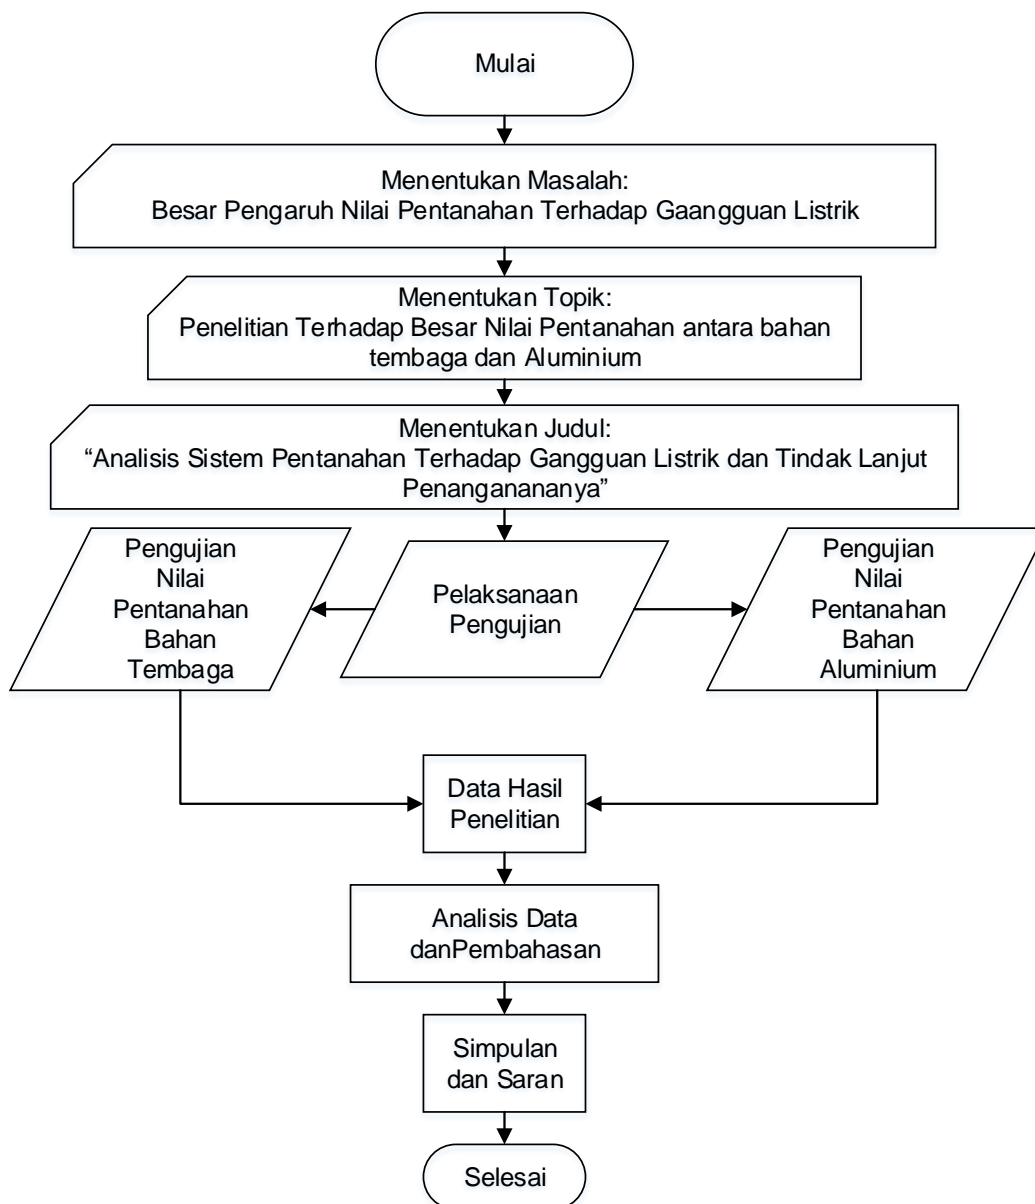 Mulai
Menentukan Masalah:
Besar Pengaruh Nilai Pentanahan Terhadap Gaangguan Listrik
Menentukan Topik:
Penelitian Terhadap Besar Nilai Pentanahan antara bahan
tembaga dan Aluminium
Menentukan Judul:
“Analisis Sistem Pentanahan Terhadap Gangguan Listrik dan Tindak Lanjut
Penanganananya”
Pengujian
Nilai
Pentanahan
Bahan
Tembaga
Pelaksanaan
Pengujian
Pengujian
Nilai
Pentanahan
Bahan
Aluminium
Data Hasil
Penelitian
Analisis Data
danPembahasan
Simpulan
dan Saran
Selesai